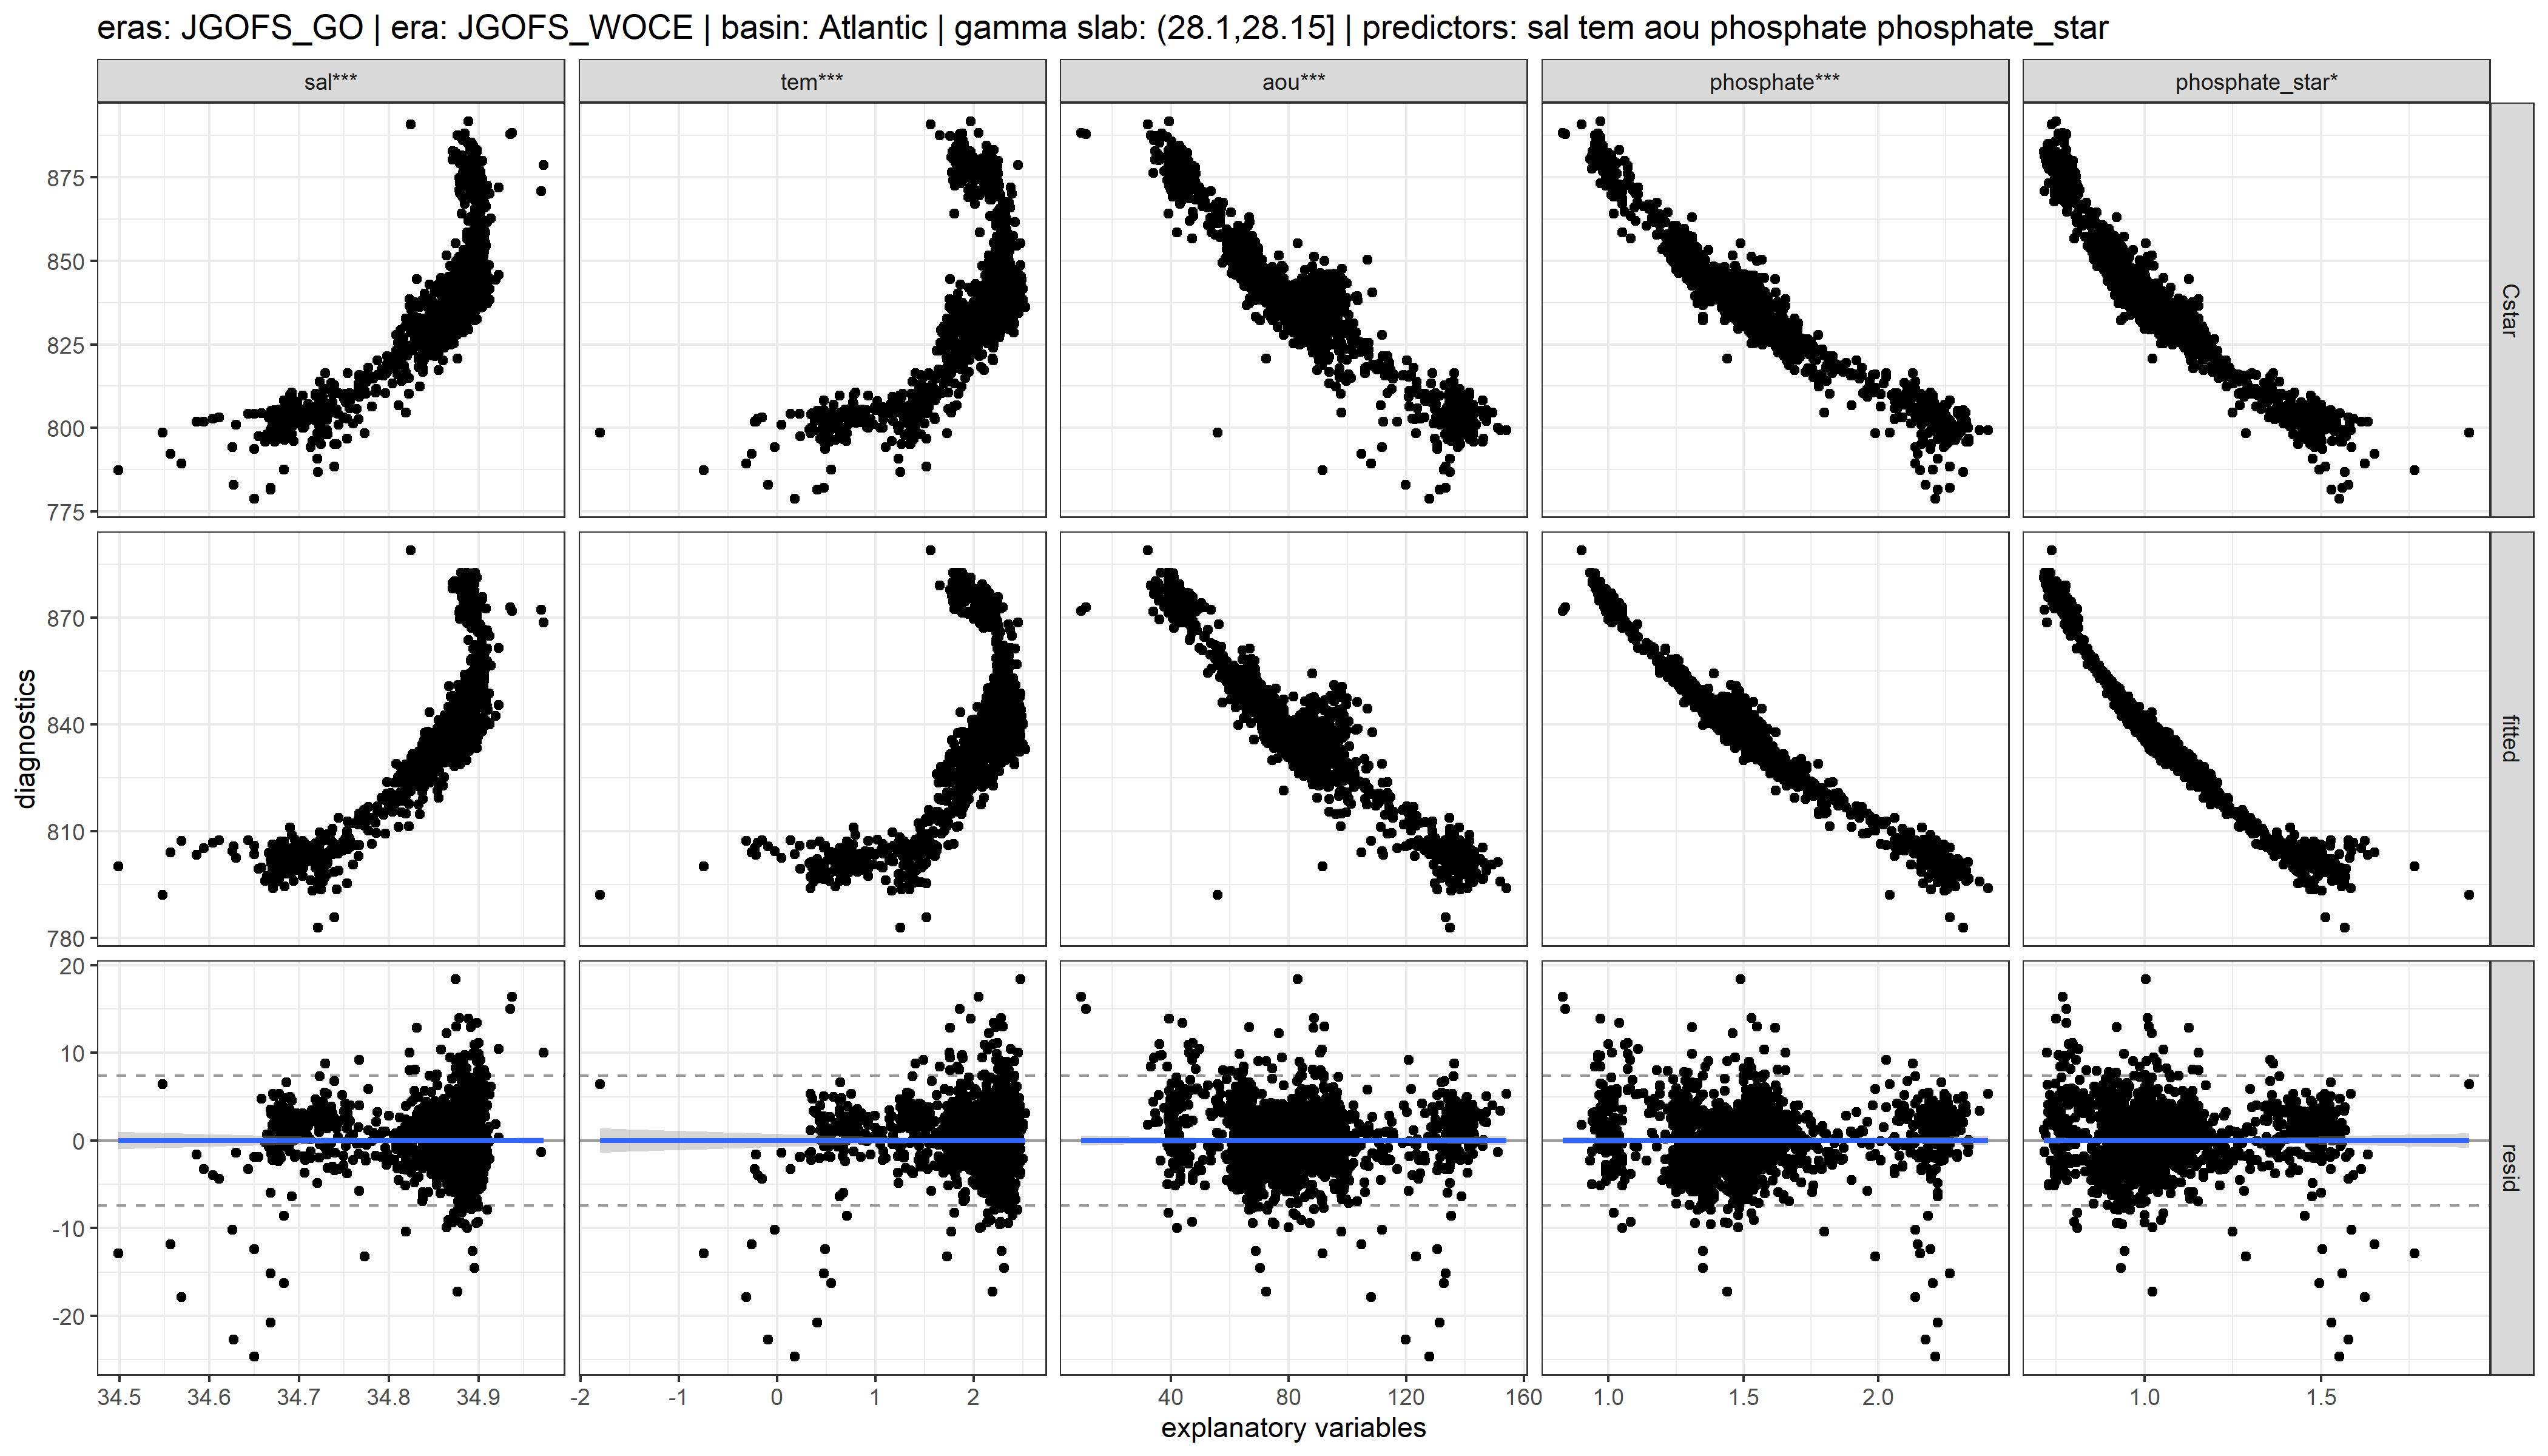 eras: JGOFS_GO | era: JGOFS_WOCE | basin: Atlantic | gamma slab: (28.1,28.15] | predictors: sal tem aou phosphate phosphate_star
sal*** tem*** aou*** phosphate*** phosphate_star*
875
850
825
800
775
Cstar
870
840
810
780
fitted
diagnostics
20
10
0
-10
-20
resid
34.5 34.6 34.7 34.8 34.9 -2 -1 0 1 2 40 80 120 160 1.0 1.5 2.0 1.0 1.5
explanatory variables